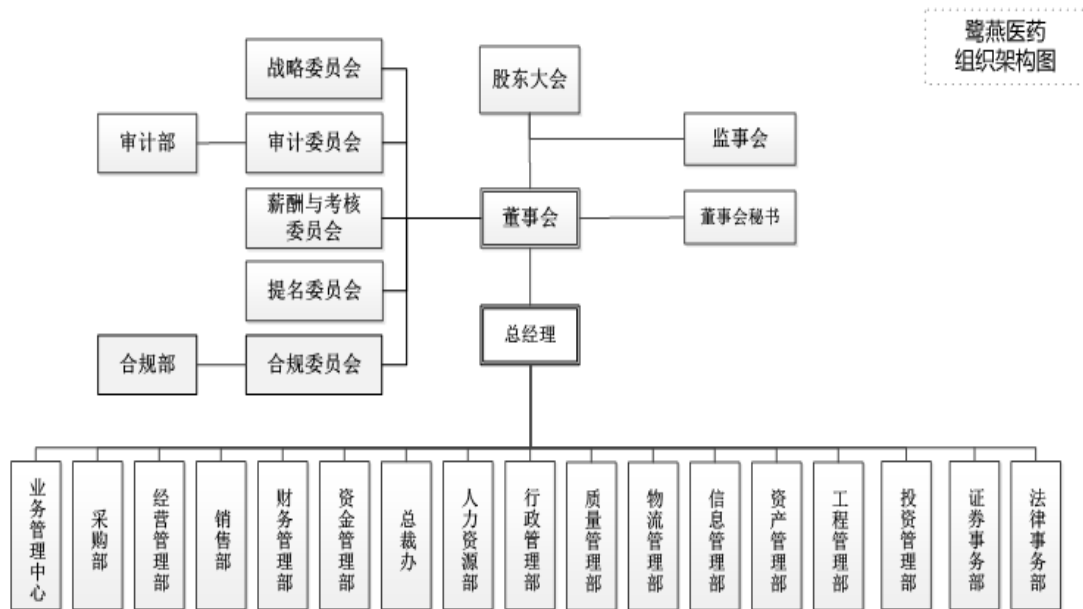 鹭燕医药
组织架构图
战略委员会
股东大会
审计部
审计委员会
监事会
薪酬与考核
委员会
董事会
董事会秘书
提名委员会
总经理
合规部
合规委员会
业务管理中心
采购部
经营管理部
销售部
财务管理部
资金管理部
总裁办
人力资源部
行政管理部
质量管理部
物流管理部
信息管理部
资产管理部
工程管理部
投资管理部
证券事务部
法律事务部